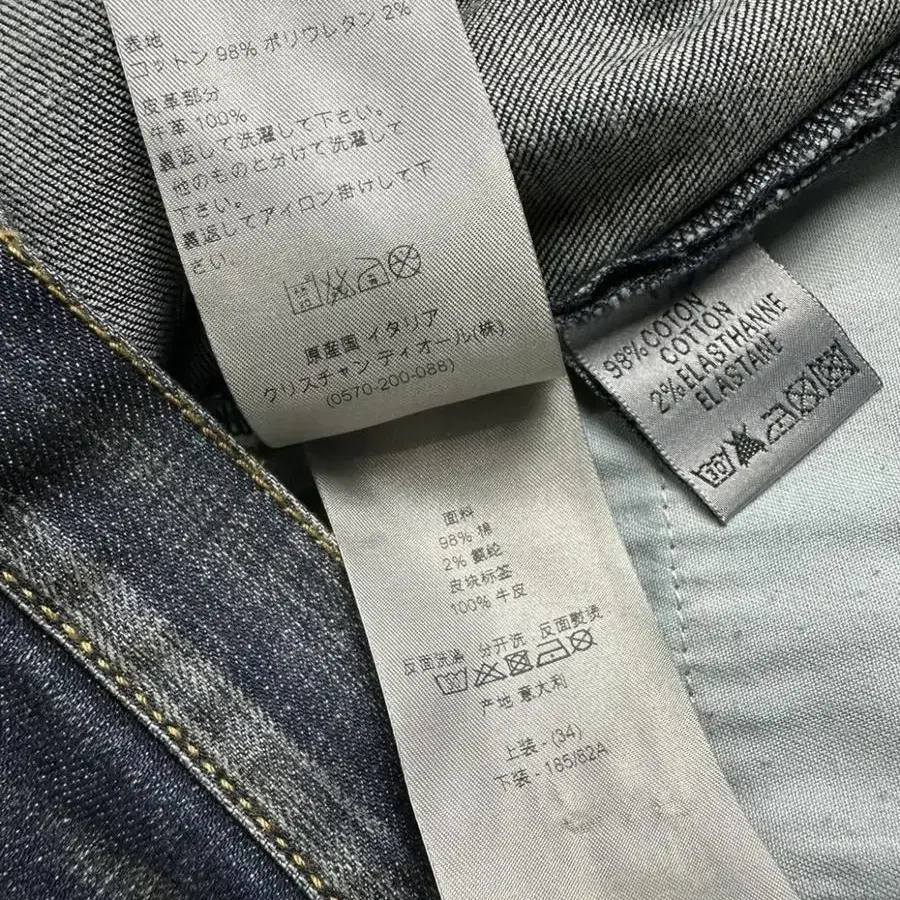 表地
コットン 98% ポリウレタン 2%
皮革部分
牛革 100%
裏返して洗濯して下さい。
他のものと分けて洗濯して
下さい。
裏返してアイロン掛けして下
さい。
原産国 イタリア
クリスチャン ディオール(株)
(0570-200-088)
98% COTON
COTTON
2% ELASTHANNE
ELASTANE
30
面料
98% 棉
2% 氨纶
皮块标签
100% 牛皮
反面洗涤 分开洗 反面熨烫
产地 意大利
上装 - (34)
下装 - 185/82A